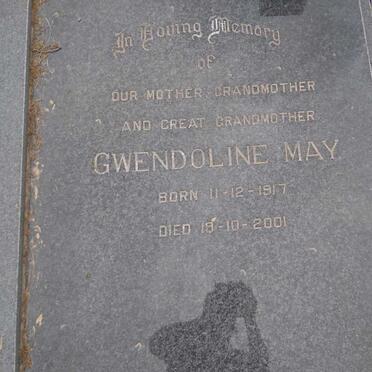 In Loving Memory
OF
OUR MOTHER, GRANDMOTHER
AND GREAT GRANDMOTHER
GWENDOLINE MAY
BORN 11-12-1917
DIED 18-10-2001